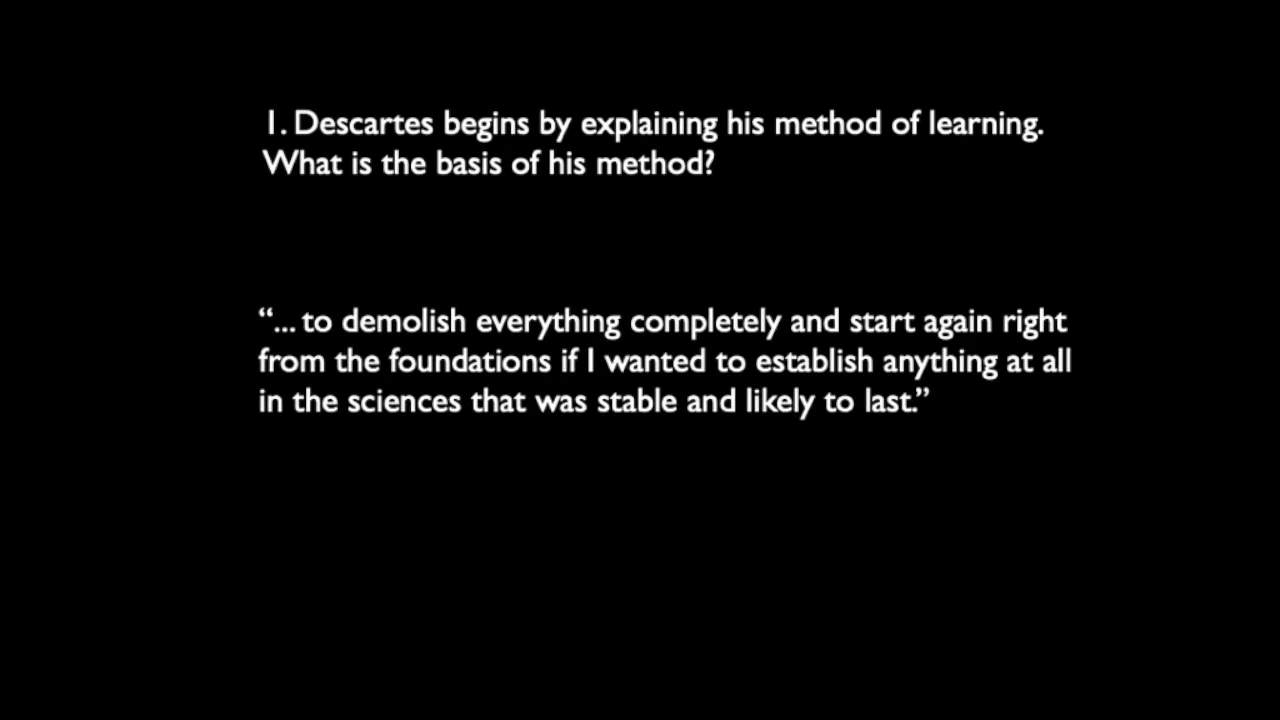 1. Descartes begins by explaining his method of learning.
What is the basis of his method?
“... to demolish everything completely and start again right
from the foundations if I wanted to establish anything at all
in the sciences that was stable and likely to last.”